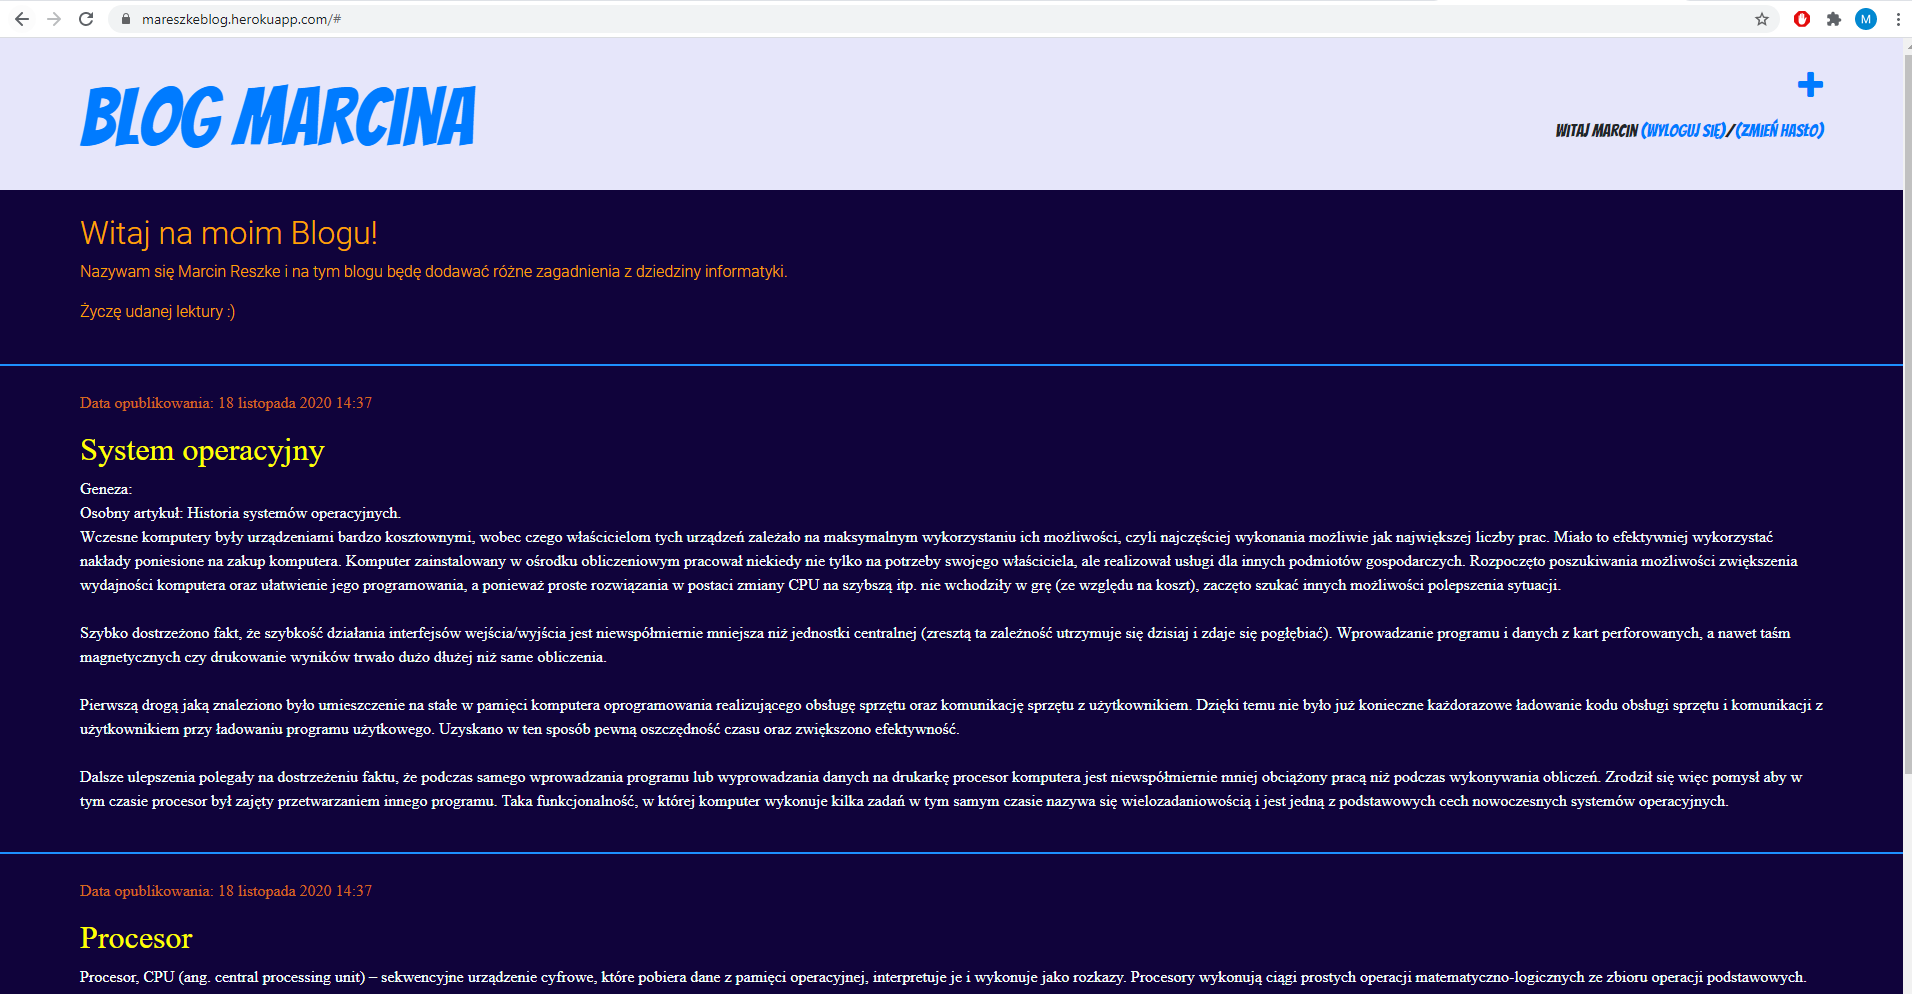 mareszkeblog.herokuapp.com/#
M
BLOG MARCINA
WITAJ MARCIN (WYLOGUJ SIĘ)/(ZMIEŃ HASŁO)
Witaj na moim Blogu!
Nazywam się Marcin Reszke i na tym blogu będę dodawać różne zagadnienia z dziedziny informatyki.
Życzę udanej lektury :)
Data opublikowania: 18 listopada 2020 14:37
System operacyjny
Geneza:
Osobny artykuł: Historia systemów operacyjnych.
Wczesne komputery były urządzeniami bardzo kosztownymi, wobec czego właścicielom tych urządzeń zależało na maksymalnym wykorzystaniu ich możliwości, czyli najczęściej wykonania możliwie jak największej liczby prac. Miało to efektywniej wykorzystać
nakłady poniesione na zakup komputera. Komputer zainstalowany w ośrodku obliczeniowym pracował niekiedy nie tylko na potrzeby swojego właściciela, ale realizował usługi dla innych podmiotów gospodarczych. Rozpoczęto poszukiwania możliwości zwiększenia
wydajności komputera oraz ułatwienie jego programowania, a ponieważ proste rozwiązania w postaci zmiany CPU na szybszą itp. nie wchodziły w grę (ze względu na koszt), zaczęto szukać innych możliwości polepszenia sytuacji.
Szybko dostrzeżono fakt, że szybkość działania interfejsów wejścia/wyjścia jest niewspółmiernie mniejsza niż jednostki centralnej (zresztą ta zależność utrzymuje się dzisiaj i zdaje się pogłębiać). Wprowadzanie programu i danych z kart perforowanych, a nawet taśm
magnetycznych czy drukowanie wyników trwało dużo dłużej niż same obliczenia.
Pierwszą drogą jaką znaleziono było umieszczenie na stałe w pamięci komputera oprogramowania realizującego obsługę sprzętu oraz komunikację sprzętu z użytkownikiem. Dzięki temu nie było już konieczne każdorazowe ładowanie kodu obsługi sprzętu i komunikacji z
użytkownikiem przy ładowaniu programu użytkowego. Uzyskano w ten sposób pewną oszczędność czasu oraz zwiększono efektywność.
Dalsze ulepszenia polegały na dostrzeżeniu faktu, że podczas samego wprowadzania programu lub wyprowadzania danych na drukarkę procesor komputera jest niewspółmiernie mniej obciążony pracą niż podczas wykonywania obliczeń. Zrodził się więc pomysł aby w
tym czasie procesor był zajęty przetwarzaniem innego programu. Taka funkcjonalność, w której komputer wykonuje kilka zadań w tym samym czasie nazywa się wielozadaniowością i jest jedną z podstawowych cech nowoczesnych systemów operacyjnych.
Data opublikowania: 18 listopada 2020 14:37
Procesor
Procesor, CPU (ang. central processing unit) – sekwencyjne urządzenie cyfrowe, które pobiera dane z pamięci operacyjnej, interpretuje je i wykonuje jako rozkazy. Procesory wykonują ciągi prostych operacji matematyczno-logicznych ze zbioru operacji podstawowych.